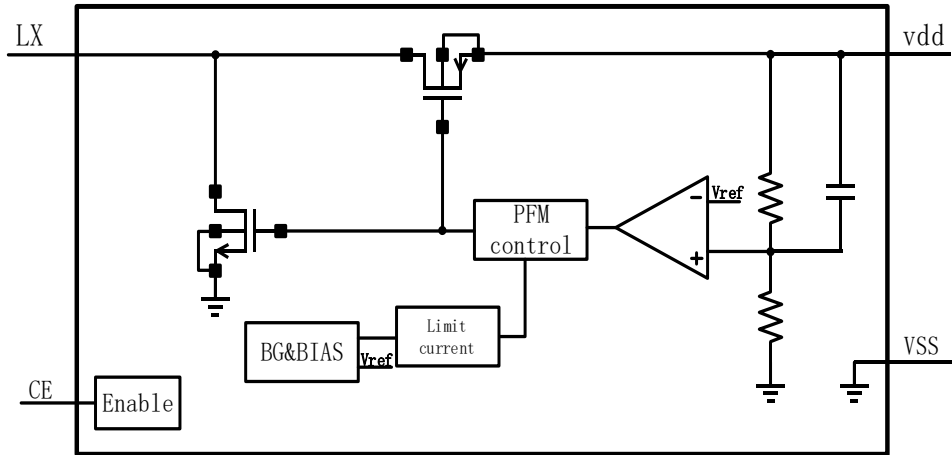 LX
vdd
Vref
PFM
control
-
+
Limit
current
BG&BIAS
Vref
VSS
CE
Enable